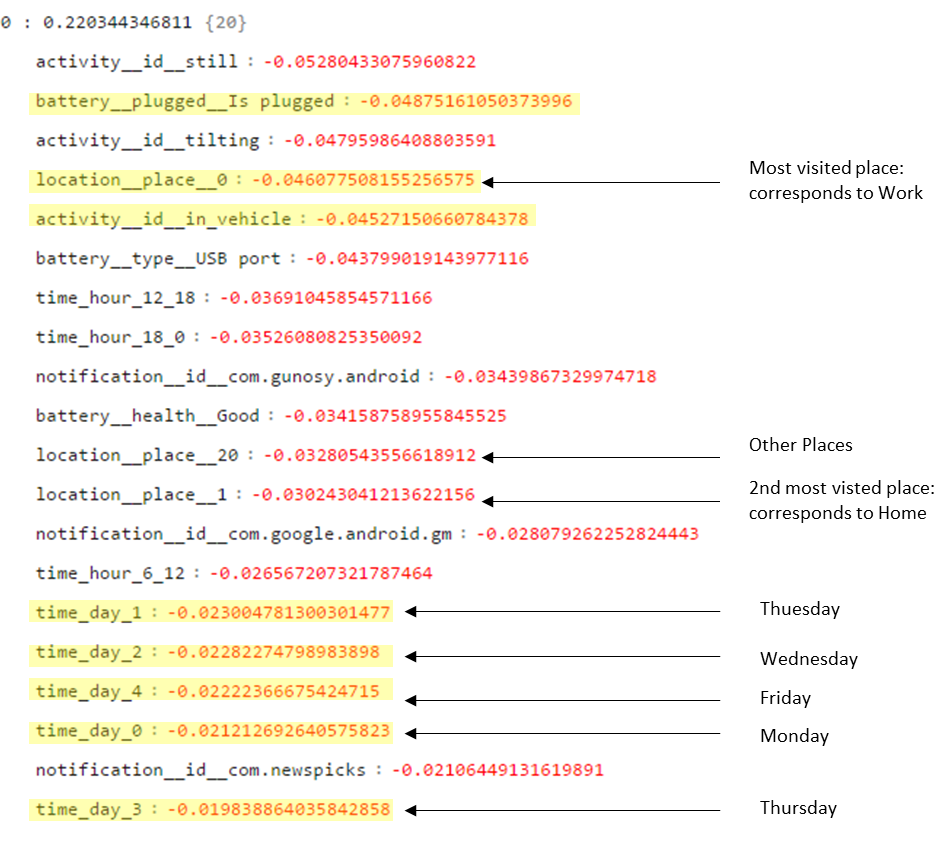 0 : 0.220344346811 {20}
activity__id__still : -0.05280433075960822
battery__plugged__Is plugged : -0.04875161050373996
activity__id__tilting : -0.04795986408803591
location__place__0 : -0.046077508155256575
Most visited place:
corresponds to Work
activity__id__in_vehicle : -0.04527150660784378
battery__type__USB port : -0.043799019143977116
time_hour_12_18 : -0.03691045854571166
time_hour_18_0 : -0.03526080825350092
notification__id__com.gunosy.android : -0.03439867329974718
battery__health__Good : -0.034158758955845525
location__place__20 : -0.03280543556618912
Other Places
location__place__1 : -0.030243041213622156
2nd most visted place:
corresponds to Home
notification__id__com.google.android.gm : -0.028079262252824443
time_hour_6_12 : -0.026567207321787464
time_day_1 : -0.023004781300301477
Thuesday
time_day_2 : -0.02282274798983898
Wednesday
time_day_4 : -0.02222366675424715
Friday
time_day_0 : -0.021212692640575823
Monday
notification__id__com.newspicks : -0.02106449131619891
time_day_3 : -0.019838864035842858
Thursday